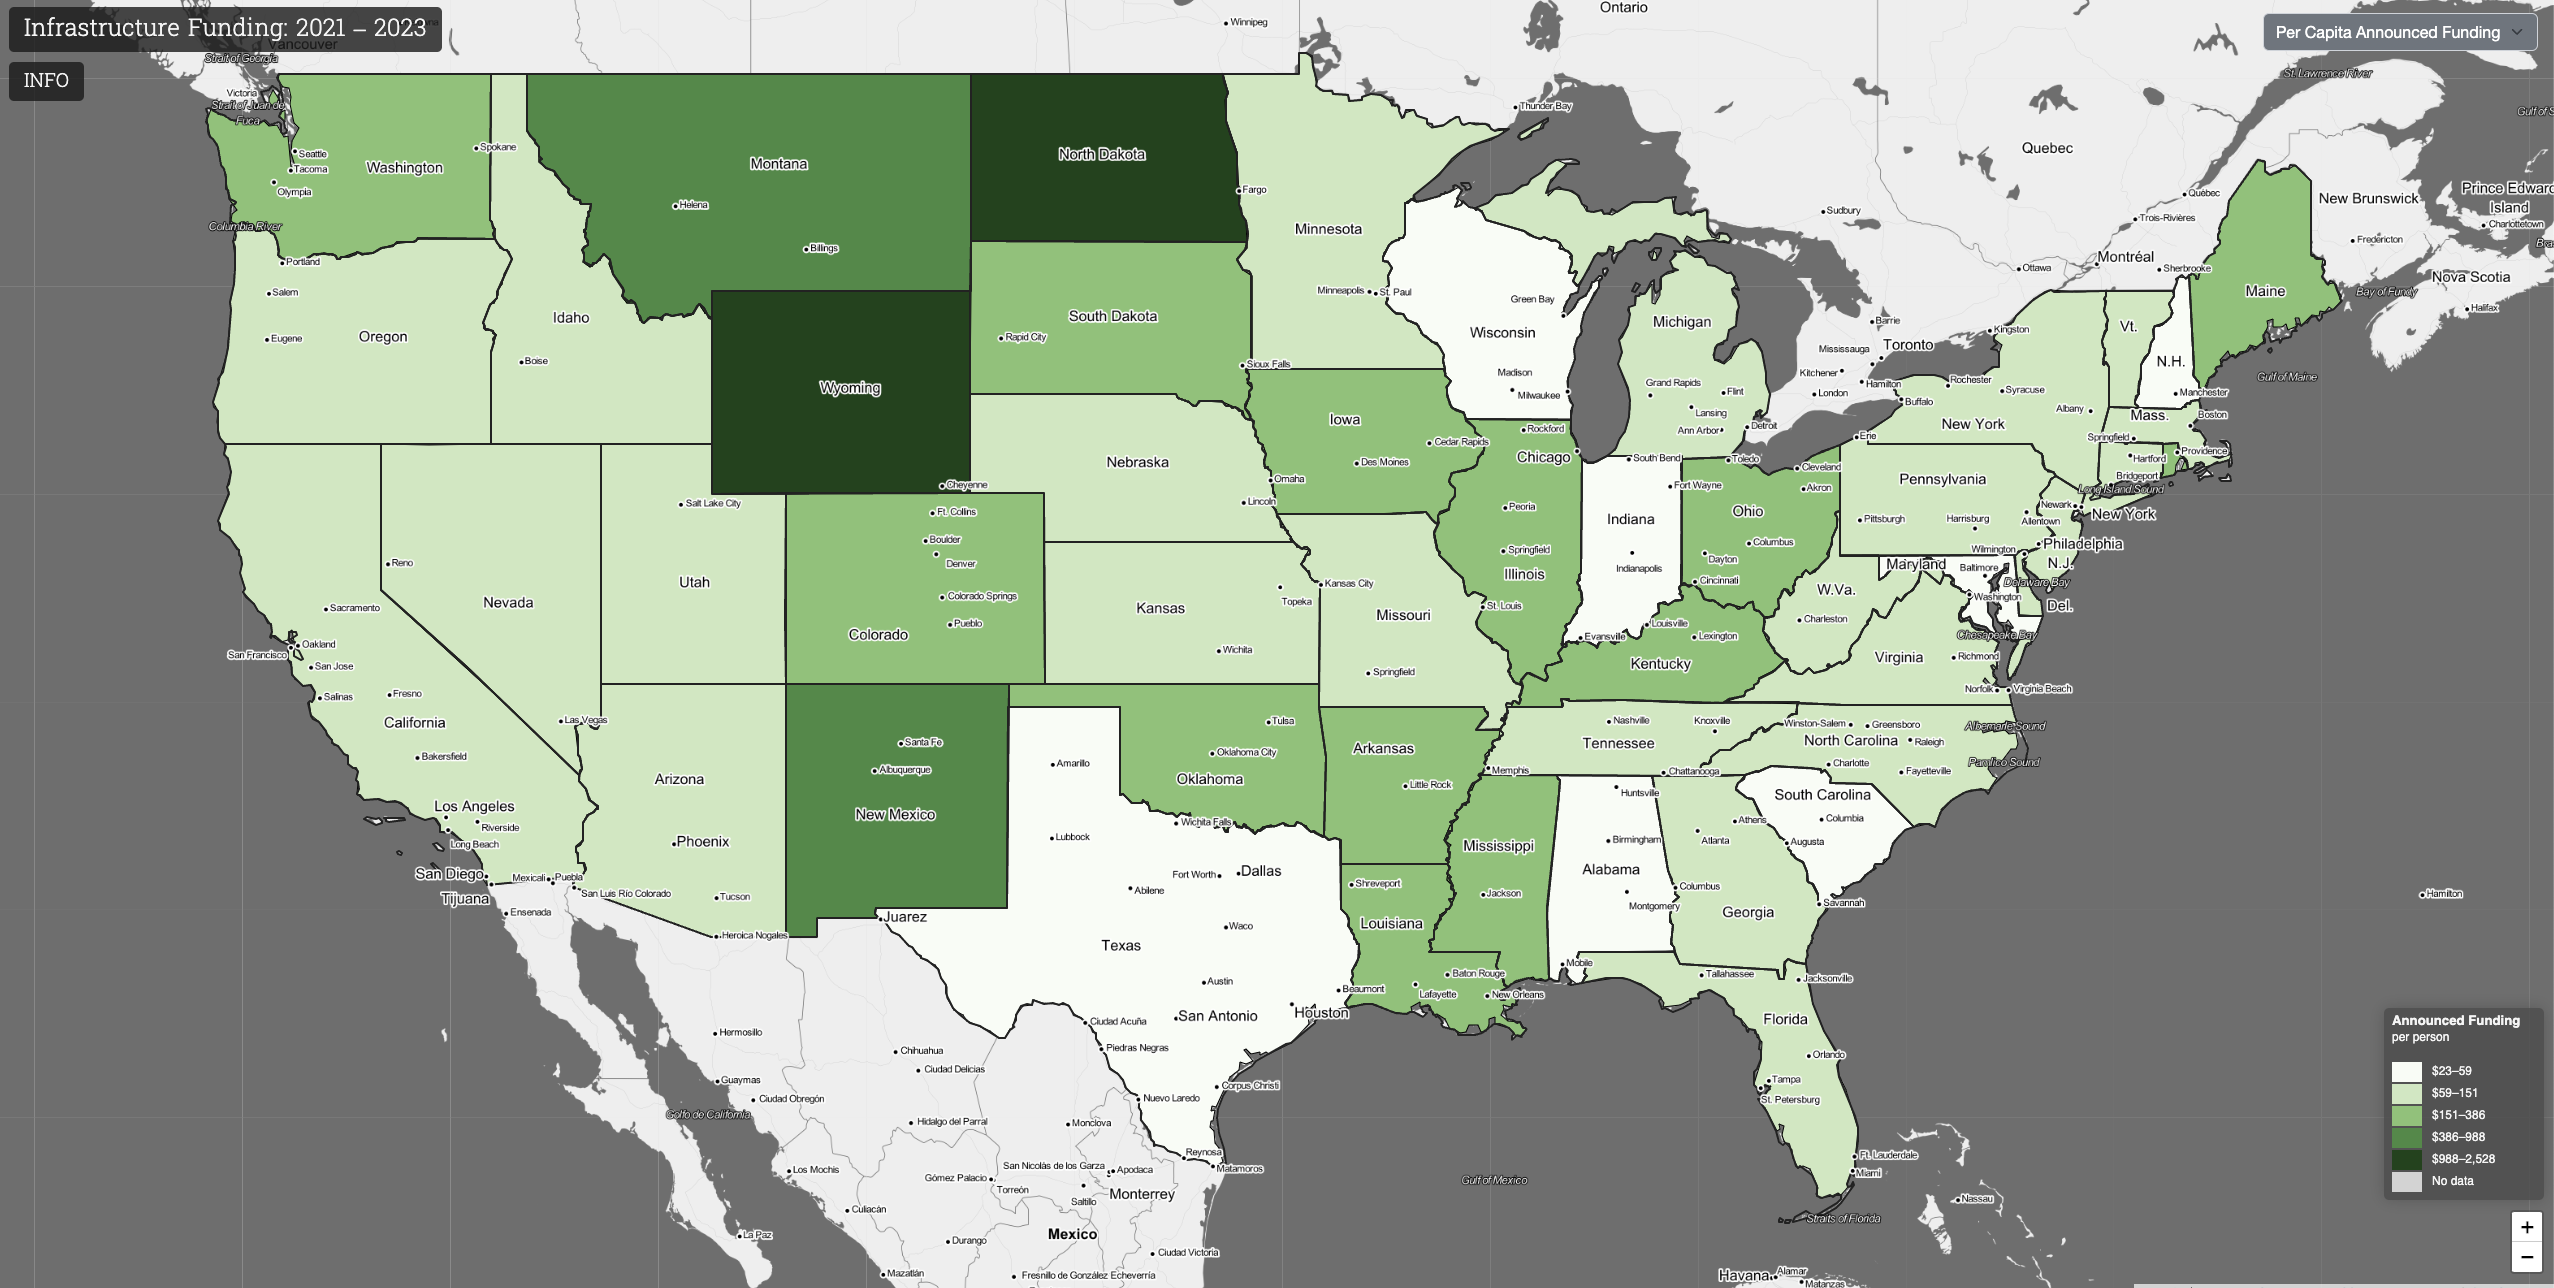 Infrastructure Funding: 2021 – 2023
INFO
Per Capita Announced Funding
Vancouver
Strait of Georgia
Victoria
Strait of Juan de
Fuca
Winnipeg
Ontario
Thunder Bay
St. Lawrence River
Gulf of S
Quebec
Québec
Trois-Rivières
Sudbury
Ottawa
Montréal
Sherbrooke
New Brunswick
Fredericton
Prince Edward
Island
Charlottetown
Nova Scotia
Halifax
Bay of Fundy
Gulf of Maine
Seattle
Tacoma
Olympia
Spokane
Washington
Columbia River
Portland
Salem
Eugene
Oregon
Idaho
Boise
Montana
Helena
Billings
North Dakota
Fargo
South Dakota
Rapid City
Sioux Falls
Minnesota
Minneapolis
St. Paul
Wisconsin
Green Bay
Madison
Milwaukee
Michigan
Grand Rapids
Flint
Lansing
Ann Arbor
Detroit
Barrie
Mississauga
Toronto
Kitchener
Hamilton
London
Kingston
Rochester
Syracuse
Buffalo
Albany
New York
Vt.
N.H.
Maine
Manchester
Mass.
Boston
Springfield
Hartford
Providence
Bridgeport
Long Island Sound
Wyoming
Cheyenne
Nebraska
Omaha
Lincoln
Iowa
Cedar Rapids
Des Moines
Rockford
Chicago
Peoria
Springfield
Illinois
South Bend
Fort Wayne
Indiana
Indianapolis
Evansville
Toledo
Cleveland
Akron
Ohio
Columbus
Dayton
Cincinnati
Erie
Pennsylvania
Pittsburgh
Harrisburg
Allentown
Newark
New York
Philadelphia
Wilmington
N.J.
Maryland
Baltimore
Washington
Delaware Bay
Del.
Chesapeake Bay
W.Va.
Charleston
Virginia
Richmond
Norfolk
Virginia Beach
Salt Lake City
Utah
Nevada
Reno
Las Vegas
Sacramento
Oakland
San Francisco
San Jose
Salinas
Fresno
California
Bakersfield
Los Angeles
Riverside
Long Beach
San Diego
Tijuana
Mexicali
Puebla
San Luis Río Colorado
Ensenada
Ft. Collins
Boulder
Denver
Colorado Springs
Pueblo
Colorado
Kansas
Topeka
Kansas City
Wichita
Missouri
St. Louis
Springfield
Louisville
Lexington
Kentucky
Arizona
Phoenix
Tucson
Heroica Nogales
Santa Fe
Albuquerque
New Mexico
Juarez
Tulsa
Oklahoma City
Oklahoma
Amarillo
Lubbock
Wichita Falls
Dallas
Fort Worth
Abilene
Waco
Texas
Austin
San Antonio
Houston
Beaumont
Corpus Christi
Arkansas
Little Rock
Memphis
Nashville
Knoxville
Tennessee
Chattanooga
Winston-Salem
Greensboro
North Carolina
Raleigh
Charlotte
Fayetteville
Albemarle Sound
Pamlico Sound
South Carolina
Columbia
Huntsville
Birmingham
Alabama
Montgomery
Mobile
Athens
Atlanta
Augusta
Columbus
Georgia
Savannah
Mississippi
Jackson
Shreveport
Louisiana
Baton Rouge
Lafayette
New Orleans
Tallahassee
Jacksonville
Florida
Orlando
Tampa
St. Petersburg
Ft. Lauderdale
Miami
Straits of Florida
Nassau
Hamilton
Gulf of Mexico
Havana
Alamar
Matanzas
Hermosillo
Guaymas
Ciudad Obregón
Golfo de California
Los Mochis
Culiacán
La Paz
Mazatlán
Durango
Chihuahua
Ciudad Delicias
Hidalgo del Parral
Gómez Palacio
Torreón
Ciudad Acuña
Piedras Negras
Nuevo Laredo
Monclova
San Nicolás de los Garza
Apodaca
Monterrey
Saltillo
Reynosa
Matamoros
Mexico
Ciudad Victoria
Fresnillo de González Echeverría
Announced Funding
per person
$23–59
$59–151
$151–386
$386–988
$988–2,528
No data
+
−